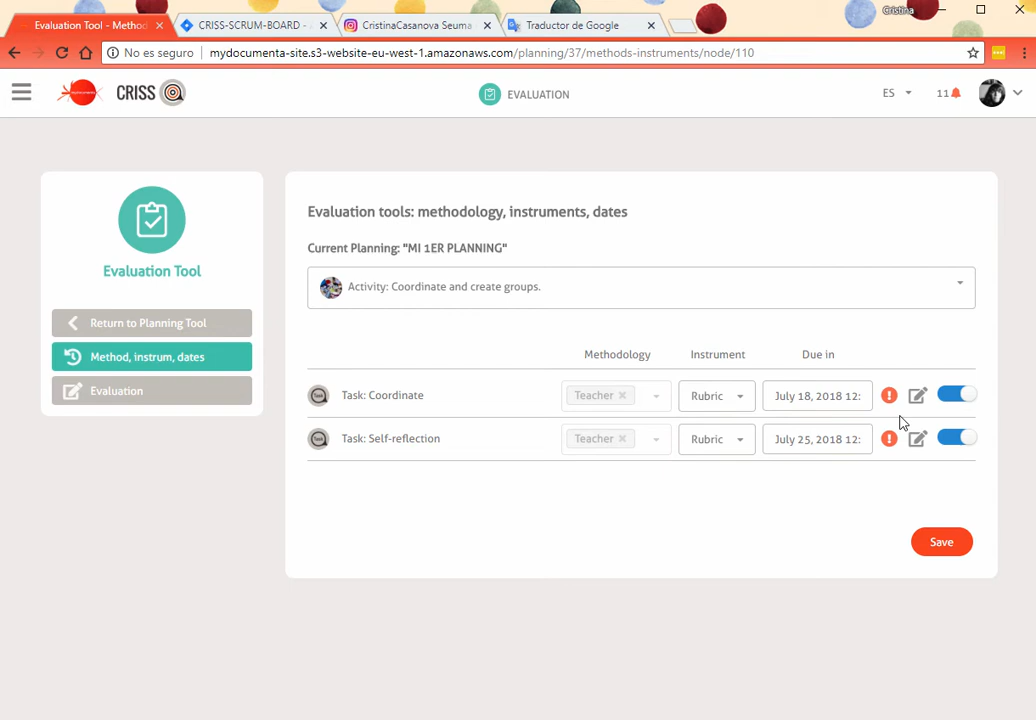 Cristina
Evaluation Tool - Method
CRISS-SCRUM-BOARD -
CristinaCasanova Seuma
Traductor de Google
No es seguro
mydocumenta-site.s3-website-eu-west-1.amazonaws.com/planning/37/methods-instruments/node/110
CRISS
EVALUATION
ES
11
Evaluation Tool
Return to Planning Tool
Method, instrum, dates
Evaluation
Evaluation tools: methodology, instruments, dates
Current Planning: "MI 1ER PLANNING"
Activity: Coordinate and create groups.
Methodology Instrument Due in
Task: Coordinate Teacher Rubric July 18, 2018 12:
Task: Self-reflection Teacher Rubric July 25, 2018 12:
Save